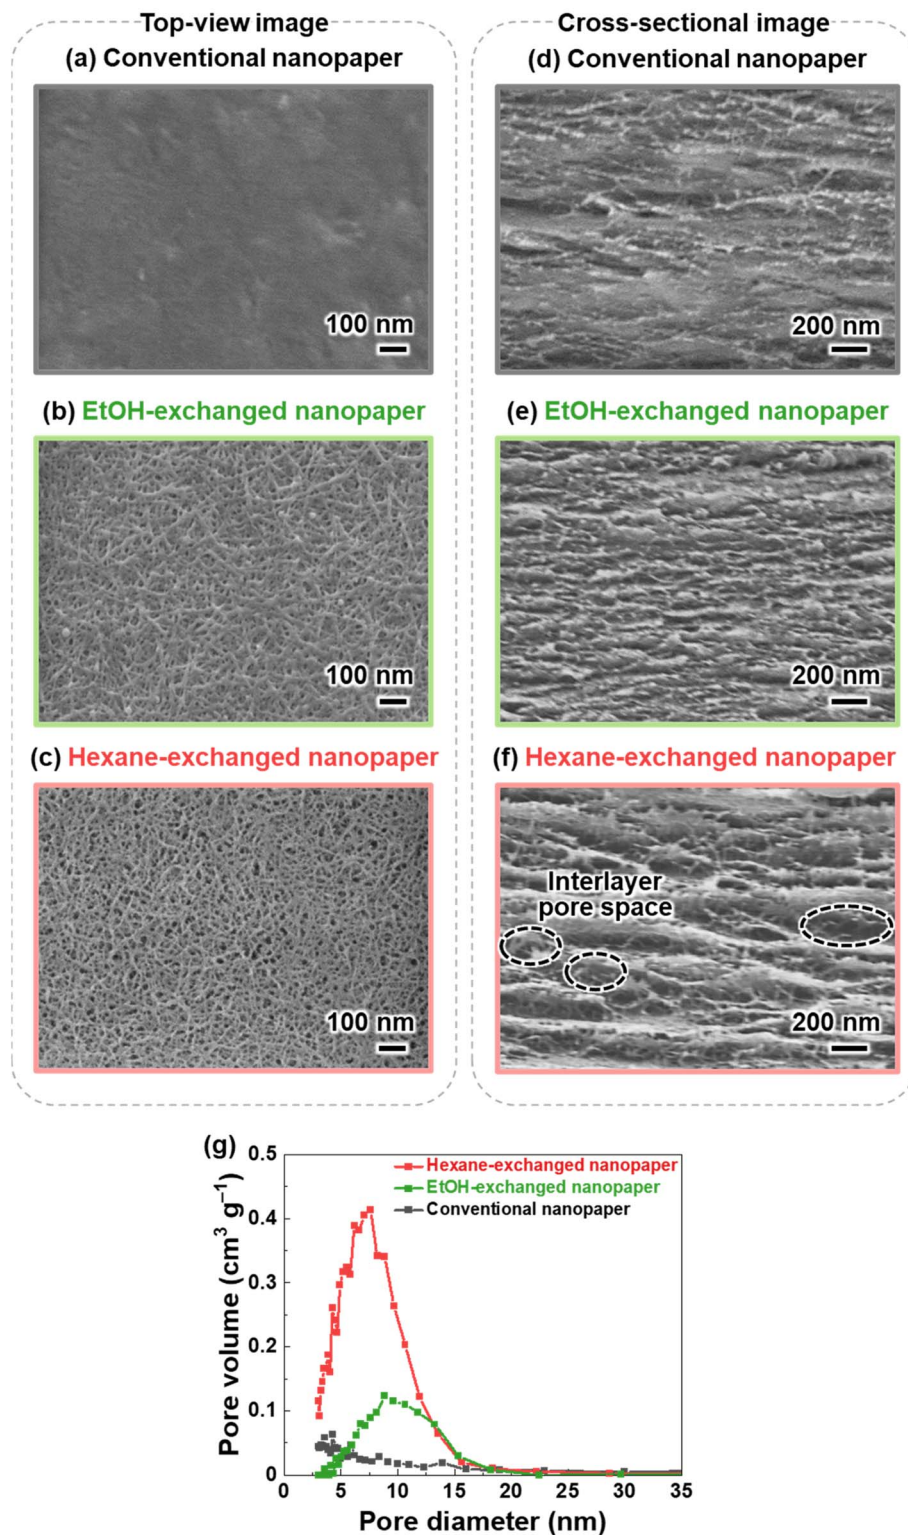 Top-view image
(a) Conventional nanopaper
100 nm
(b) EtOH-exchanged nanopaper
100 nm
(c) Hexane-exchanged nanopaper
100 nm
Cross-sectional image
(d) Conventional nanopaper
200 nm
(e) EtOH-exchanged nanopaper
200 nm
(f) Hexane-exchanged nanopaper
Interlayer
pore space
200 nm
(g)
Hexane-exchanged nanopaper
EtOH-exchanged nanopaper
Conventional nanopaper
Pore volume (cm³ g⁻¹)
0.5
0.4
0.3
0.2
0.1
0
0 5 10 15 20 25 30 35
Pore diameter (nm)